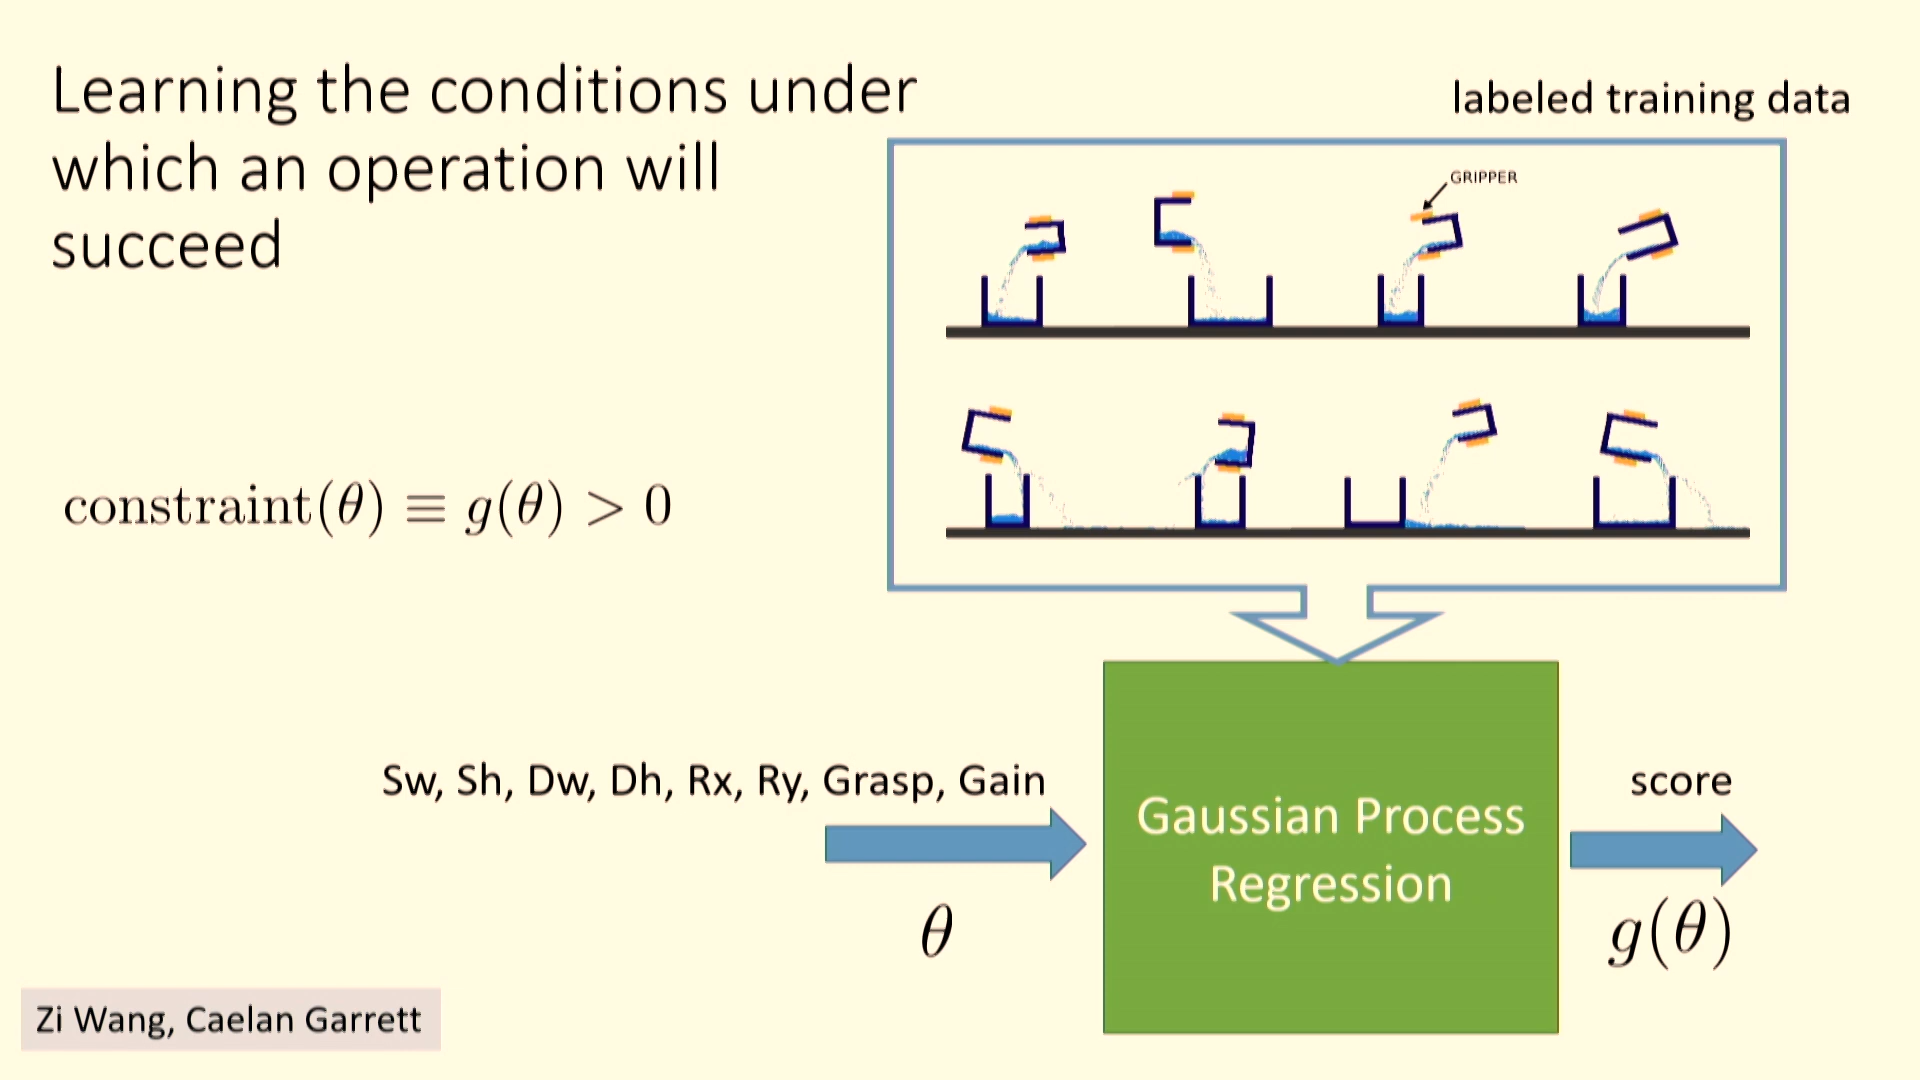 Learning the conditions under
which an operation will
succeed
labeled training data
GRIPPER
constraint(θ) ≡ g(θ) > 0
Sw, Sh, Dw, Dh, Rx, Ry, Grasp, Gain
θ
Gaussian Process
Regression
score
g(θ)
Zi Wang, Caelan Garrett